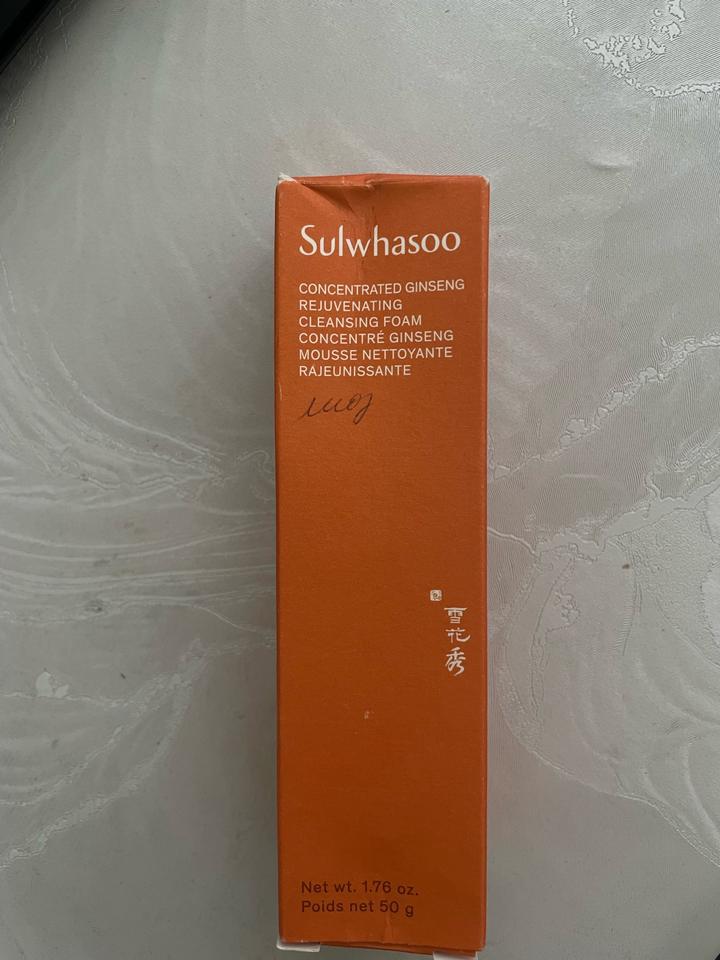 Sulwhasoo
CONCENTRATED GINSENG
REJUVENATING
CLEANSING FOAM
CONCENTRÉ GINSENG
MOUSSE NETTOYANTE
RAJEUNISSANTE
雪花秀
Net wt. 1.76 oz.
Poids net 50 g